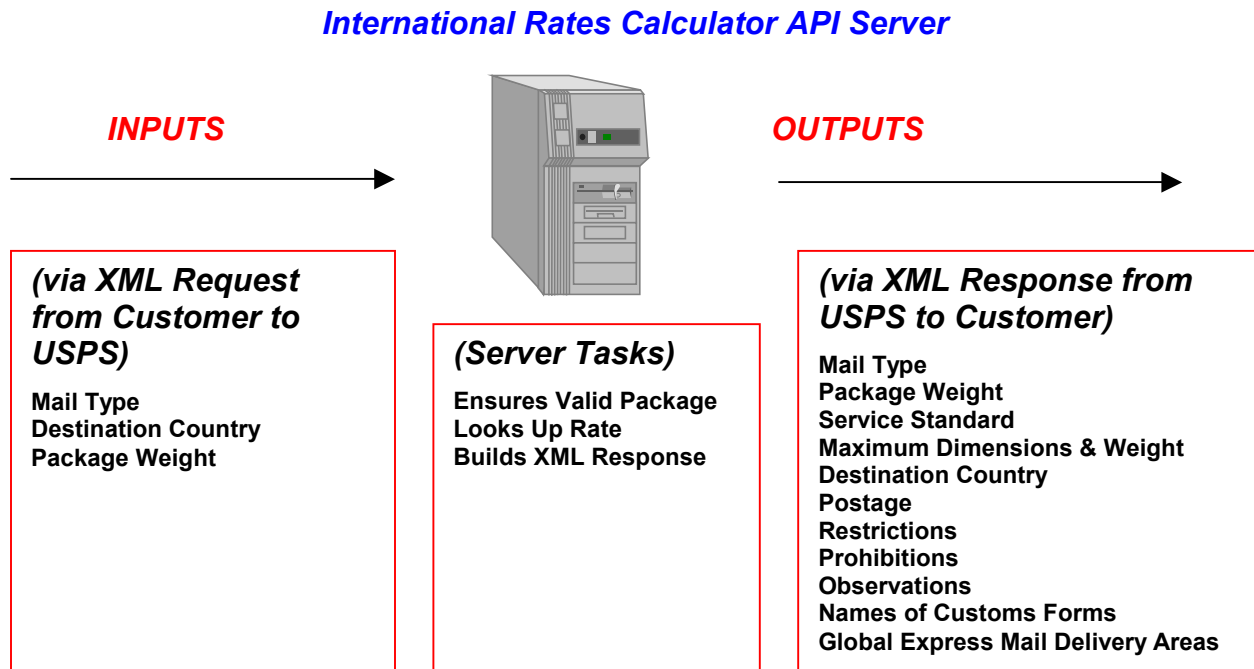 International Rates Calculator API Server
INPUTS
OUTPUTS
(via XML Request
from Customer to
USPS)
Mail Type
Destination Country
Package Weight
(Server Tasks)
Ensures Valid Package
Looks Up Rate
Builds XML Response
(via XML Response from
USPS to Customer)
Mail Type
Package Weight
Service Standard
Maximum Dimensions & Weight
Destination Country
Postage
Restrictions
Prohibitions
Observations
Names of Customs Forms
Global Express Mail Delivery Areas